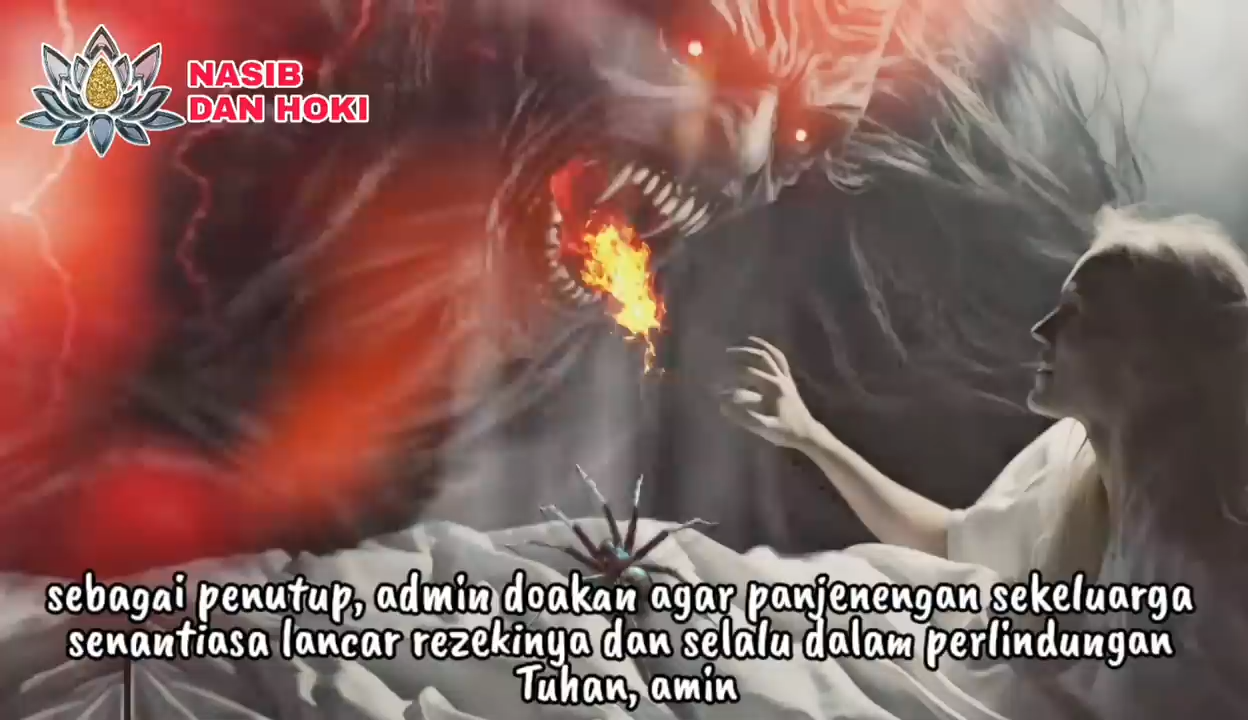 NASIB
DAN HOKI
sebagai penutup, admin doakan agar panjenengan sekeluarga
senantiasa lancar rezekinya dan selalu dalam perlindungan
Tuhan, amin